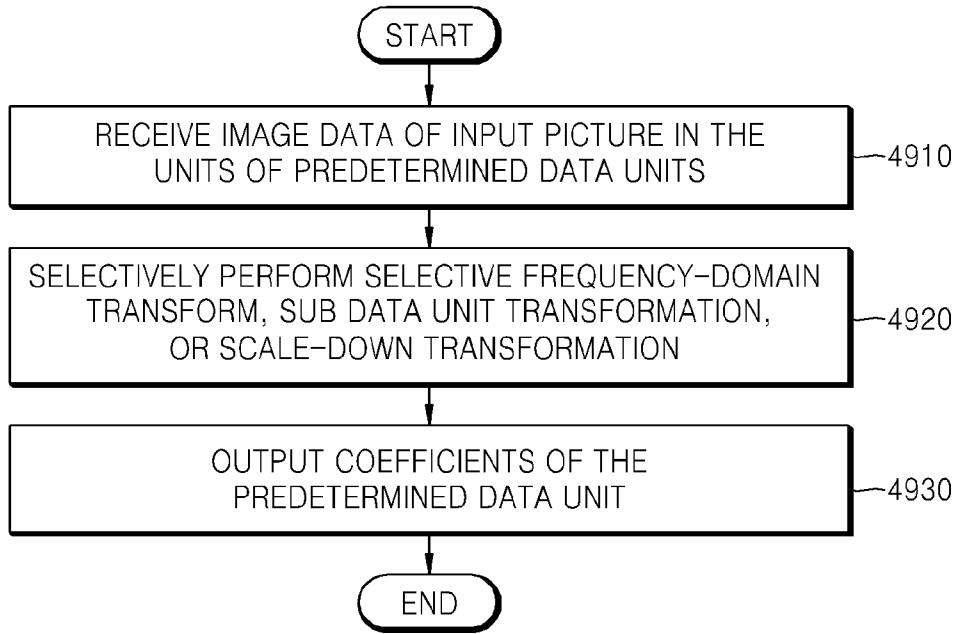 START
RECEIVE IMAGE DATA OF INPUT PICTURE IN THE
UNITS OF PREDETERMINED DATA UNITS
4910
SELECTIVELY PERFORM SELECTIVE FREQUENCY-DOMAIN
TRANSFORM, SUB DATA UNIT TRANSFORMATION,
OR SCALE-DOWN TRANSFORMATION
4920
OUTPUT COEFFICIENTS OF THE
PREDETERMINED DATA UNIT
4930
END